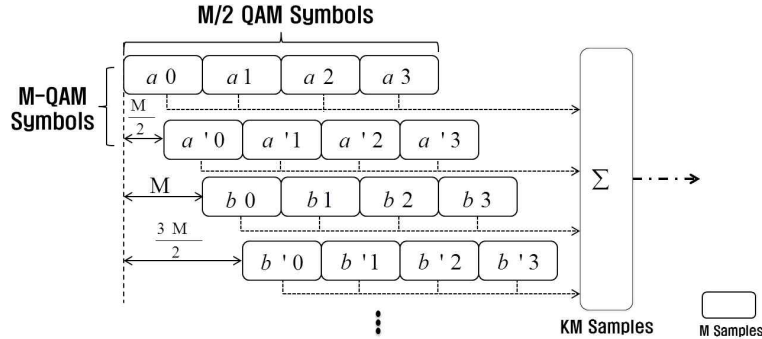 M/2 QAM Symbols
a 0 a 1 a 2 a 3
M-QAM
Symbols
M
2
a ' 0 a ' 1 a ' 2 a ' 3
M
b 0 b 1 b 2 b 3
Σ
3 M
2
b ' 0 b ' 1 b ' 2 b ' 3
KM Samples
M Samples